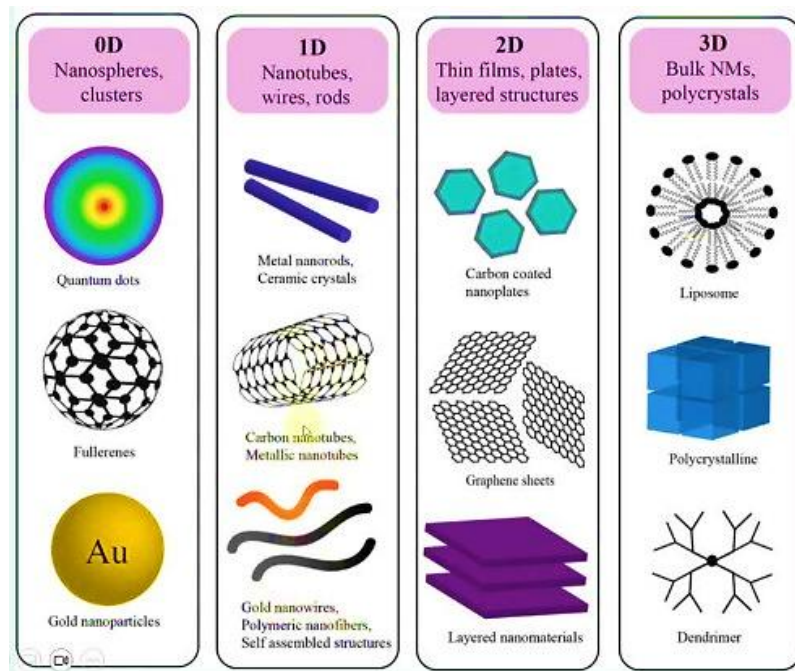 0D
Nanospheres,
clusters
Quantum dots
Fullerenes
Au
Gold nanoparticles
1D
Nanotubes,
wires, rods
Metal nanorods,
Ceramic crystals
Carbon nanotubes,
Metallic nanotubes
Gold nanowires,
Polymeric nanofibers,
Self assembled structures
2D
Thin films, plates,
layered structures
Carbon coated
nanoplates
Graphene sheets
Layered nanomaterials
3D
Bulk NMs,
polycrystals
Liposome
Polycrystalline
Dendrimer